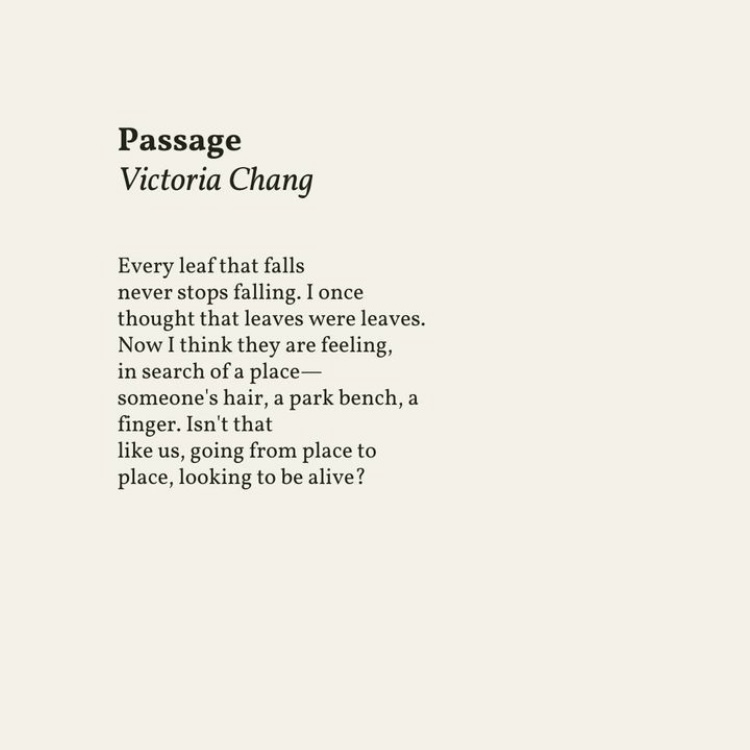 Passage
Victoria Chang
Every leaf that falls
never stops falling. I once
thought that leaves were leaves.
Now I think they are feeling,
in search of a place—
someone's hair, a park bench, a
finger. Isn't that
like us, going from place to
place, looking to be alive?